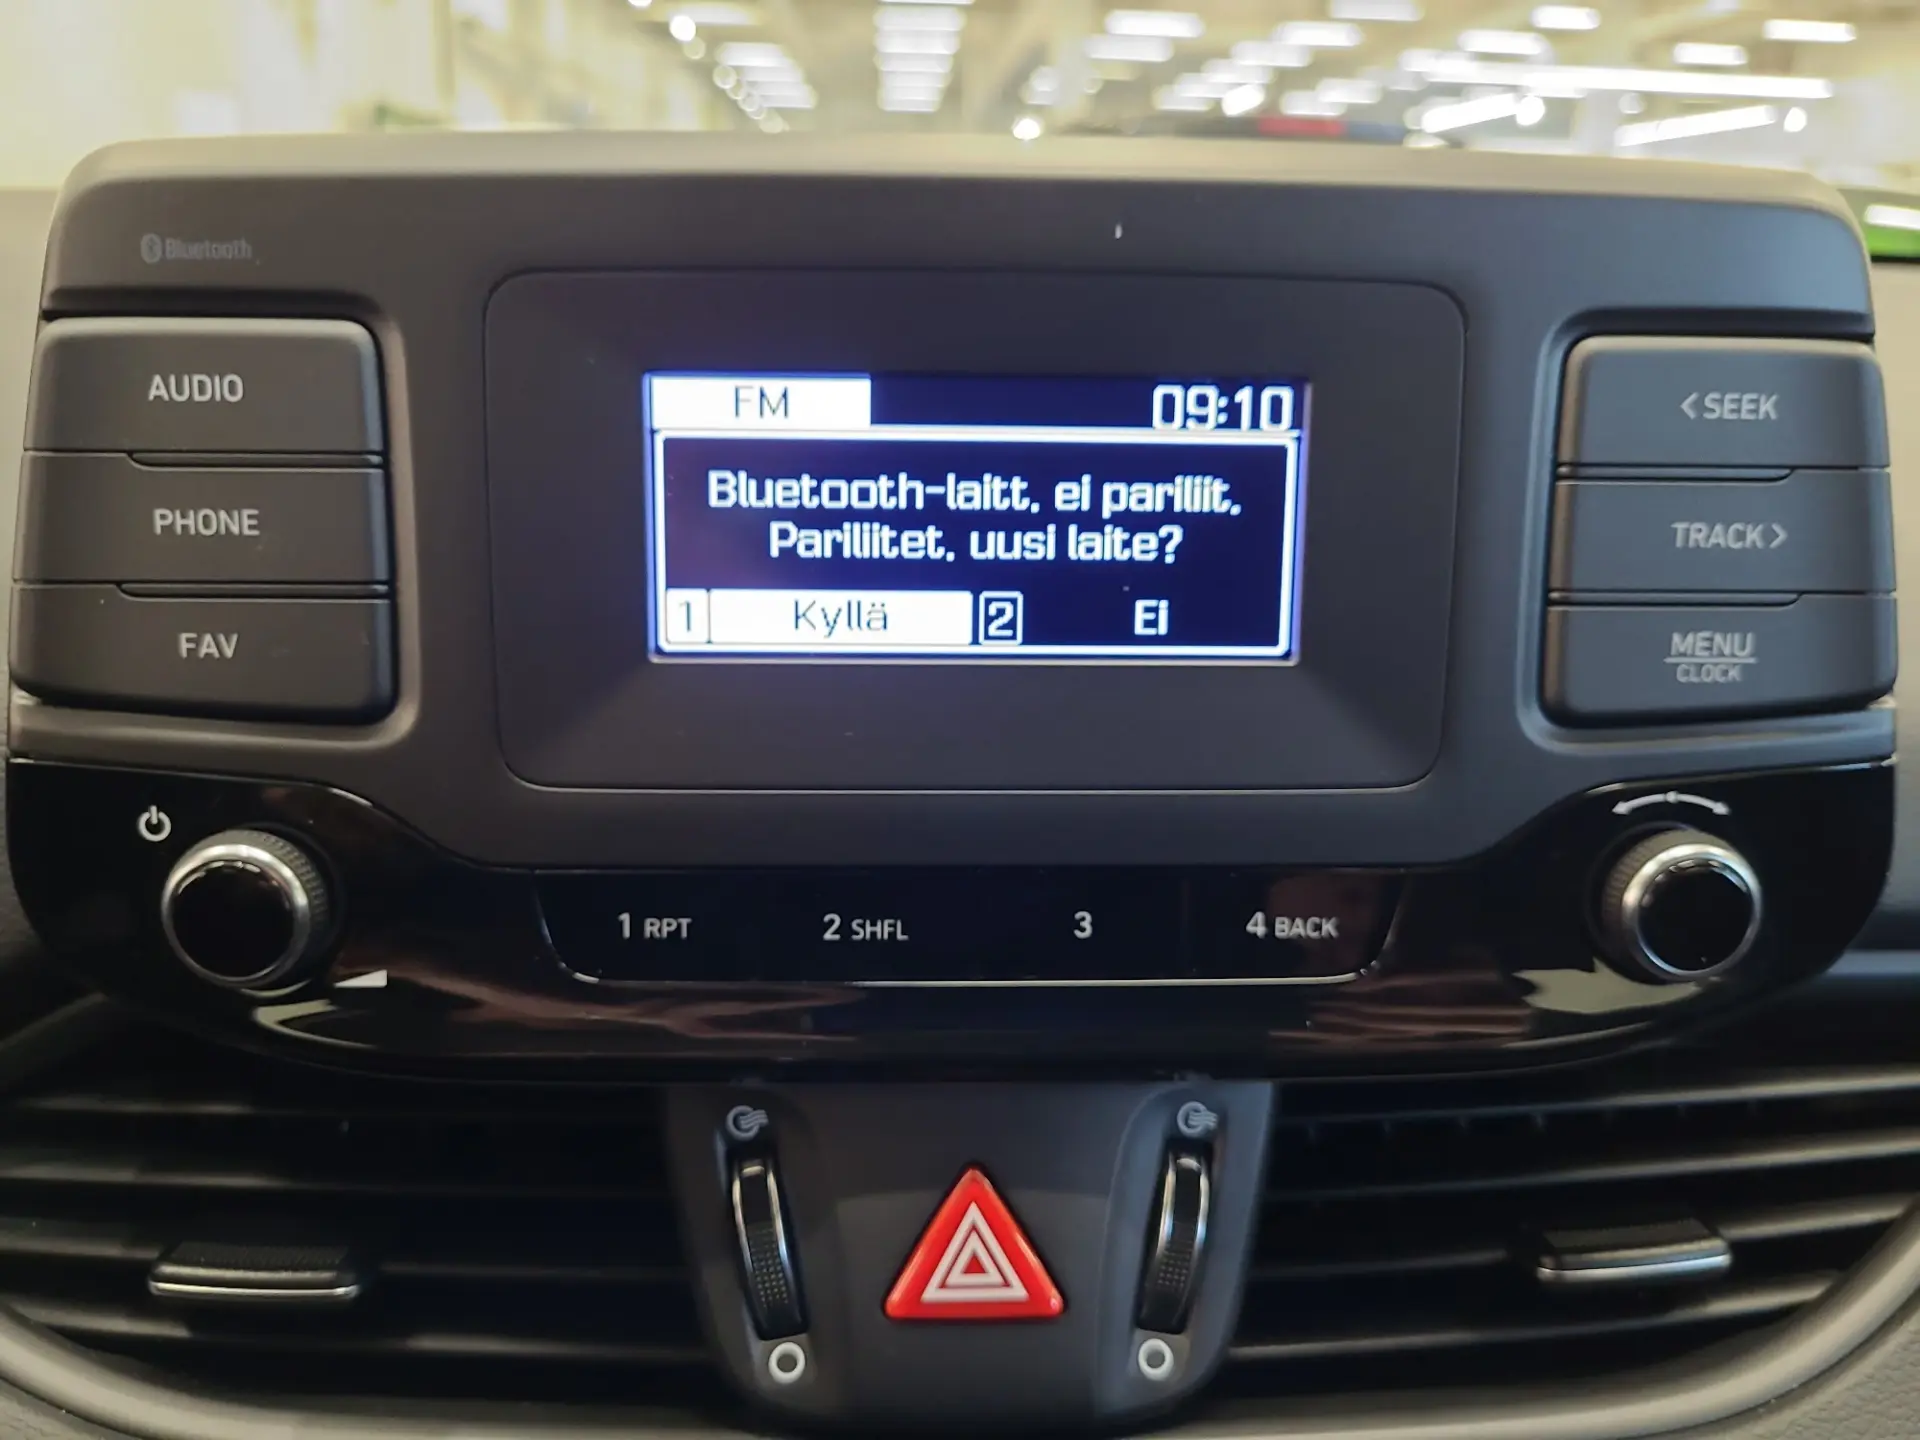 Bluetooth
AUDIO
PHONE
FAV
FM 09:10
Bluetooth-laitt. ei pariliit.
Pariliitet. uusi laite?
1 Kyllä 2 Ei
<SEEK
TRACK>
MENU
CLOCK
1 RPT 2 SHFL 3 4 BACK